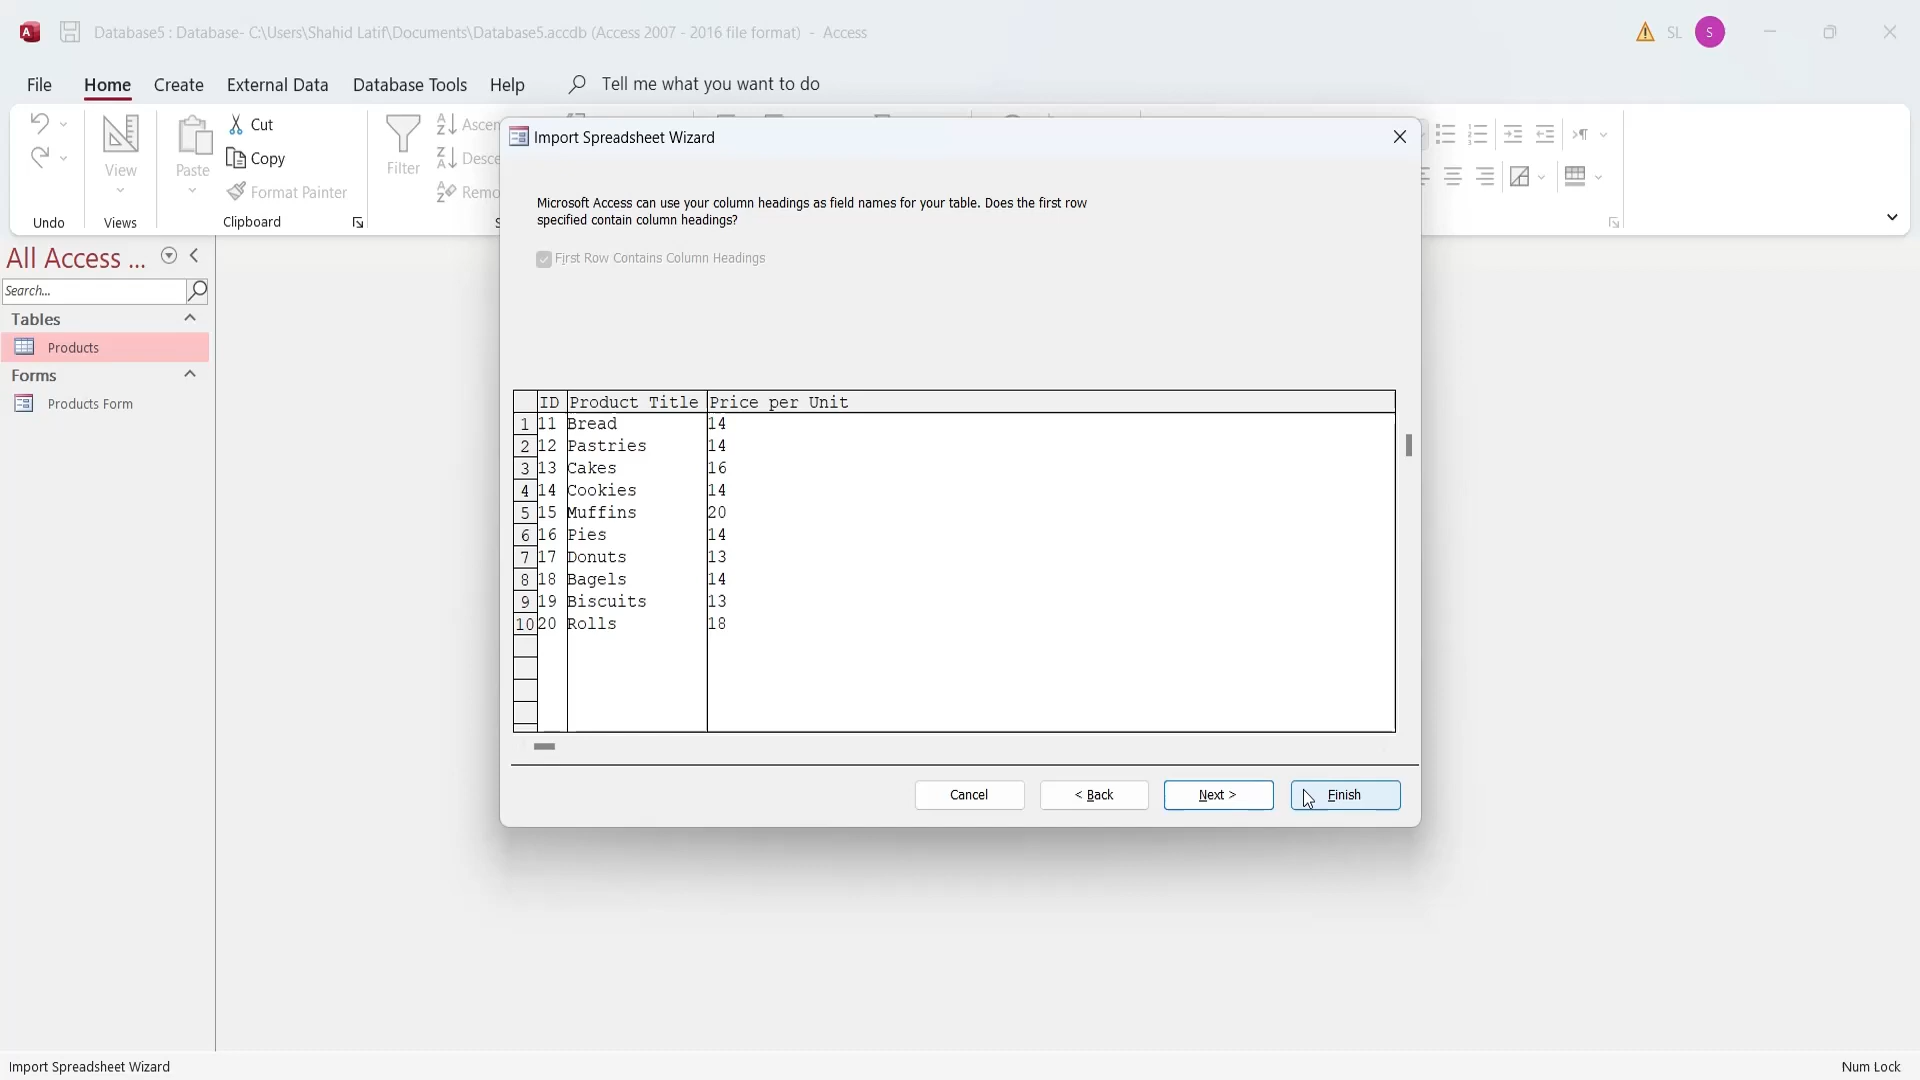 Database5 : Database- C:\Users\Shahid Latif\Documents\Database5.accdb (Access 2007 - 2016 file format) - Access
SL
S
File Home Create External Data Database Tools Help Tell me what you want to do
View
Paste
Cut
Copy
Format Painter
Filter
Ascen
Desce
Remo
Undo
Views
Clipboard
All Access ...
Search...
Tables
Products
Forms
Products Form
Import Spreadsheet Wizard
Microsoft Access can use your column headings as field names for your table. Does the first row
specified contain column headings?
First Row Contains Column Headings
ID Product Title Price per Unit
1 11 Bread 14
2 12 Pastries 14
3 13 Cakes 16
4 14 Cookies 14
5 15 Muffins 20
6 16 Pies 14
7 17 Donuts 13
8 18 Bagels 14
9 19 Biscuits 13
10 20 Rolls 18
Cancel < Back Next > Finish
Import Spreadsheet Wizard
Num Lock